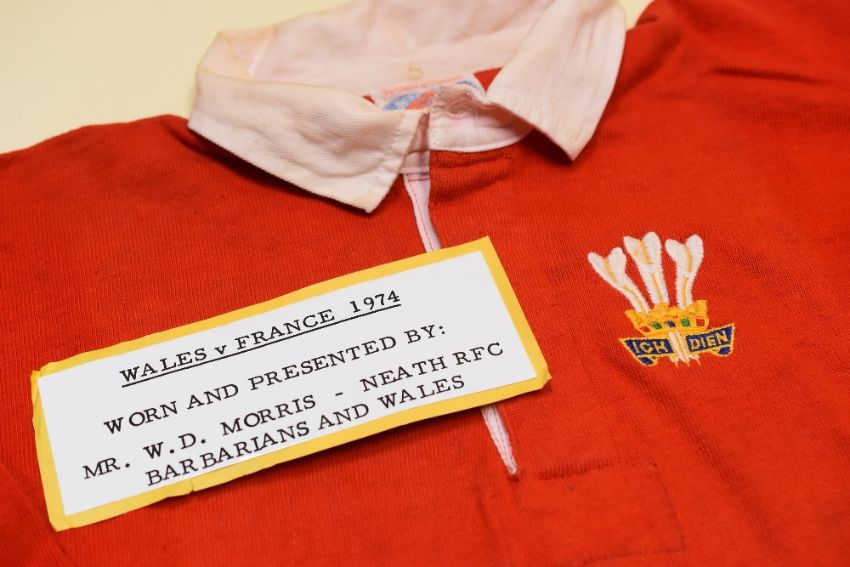 WALES v FRANCE 1974
WORN AND PRESENTED BY:
MR. W.D. MORRIS - NEATH RFC
BARBARIANS AND WALES
ICH DIEN